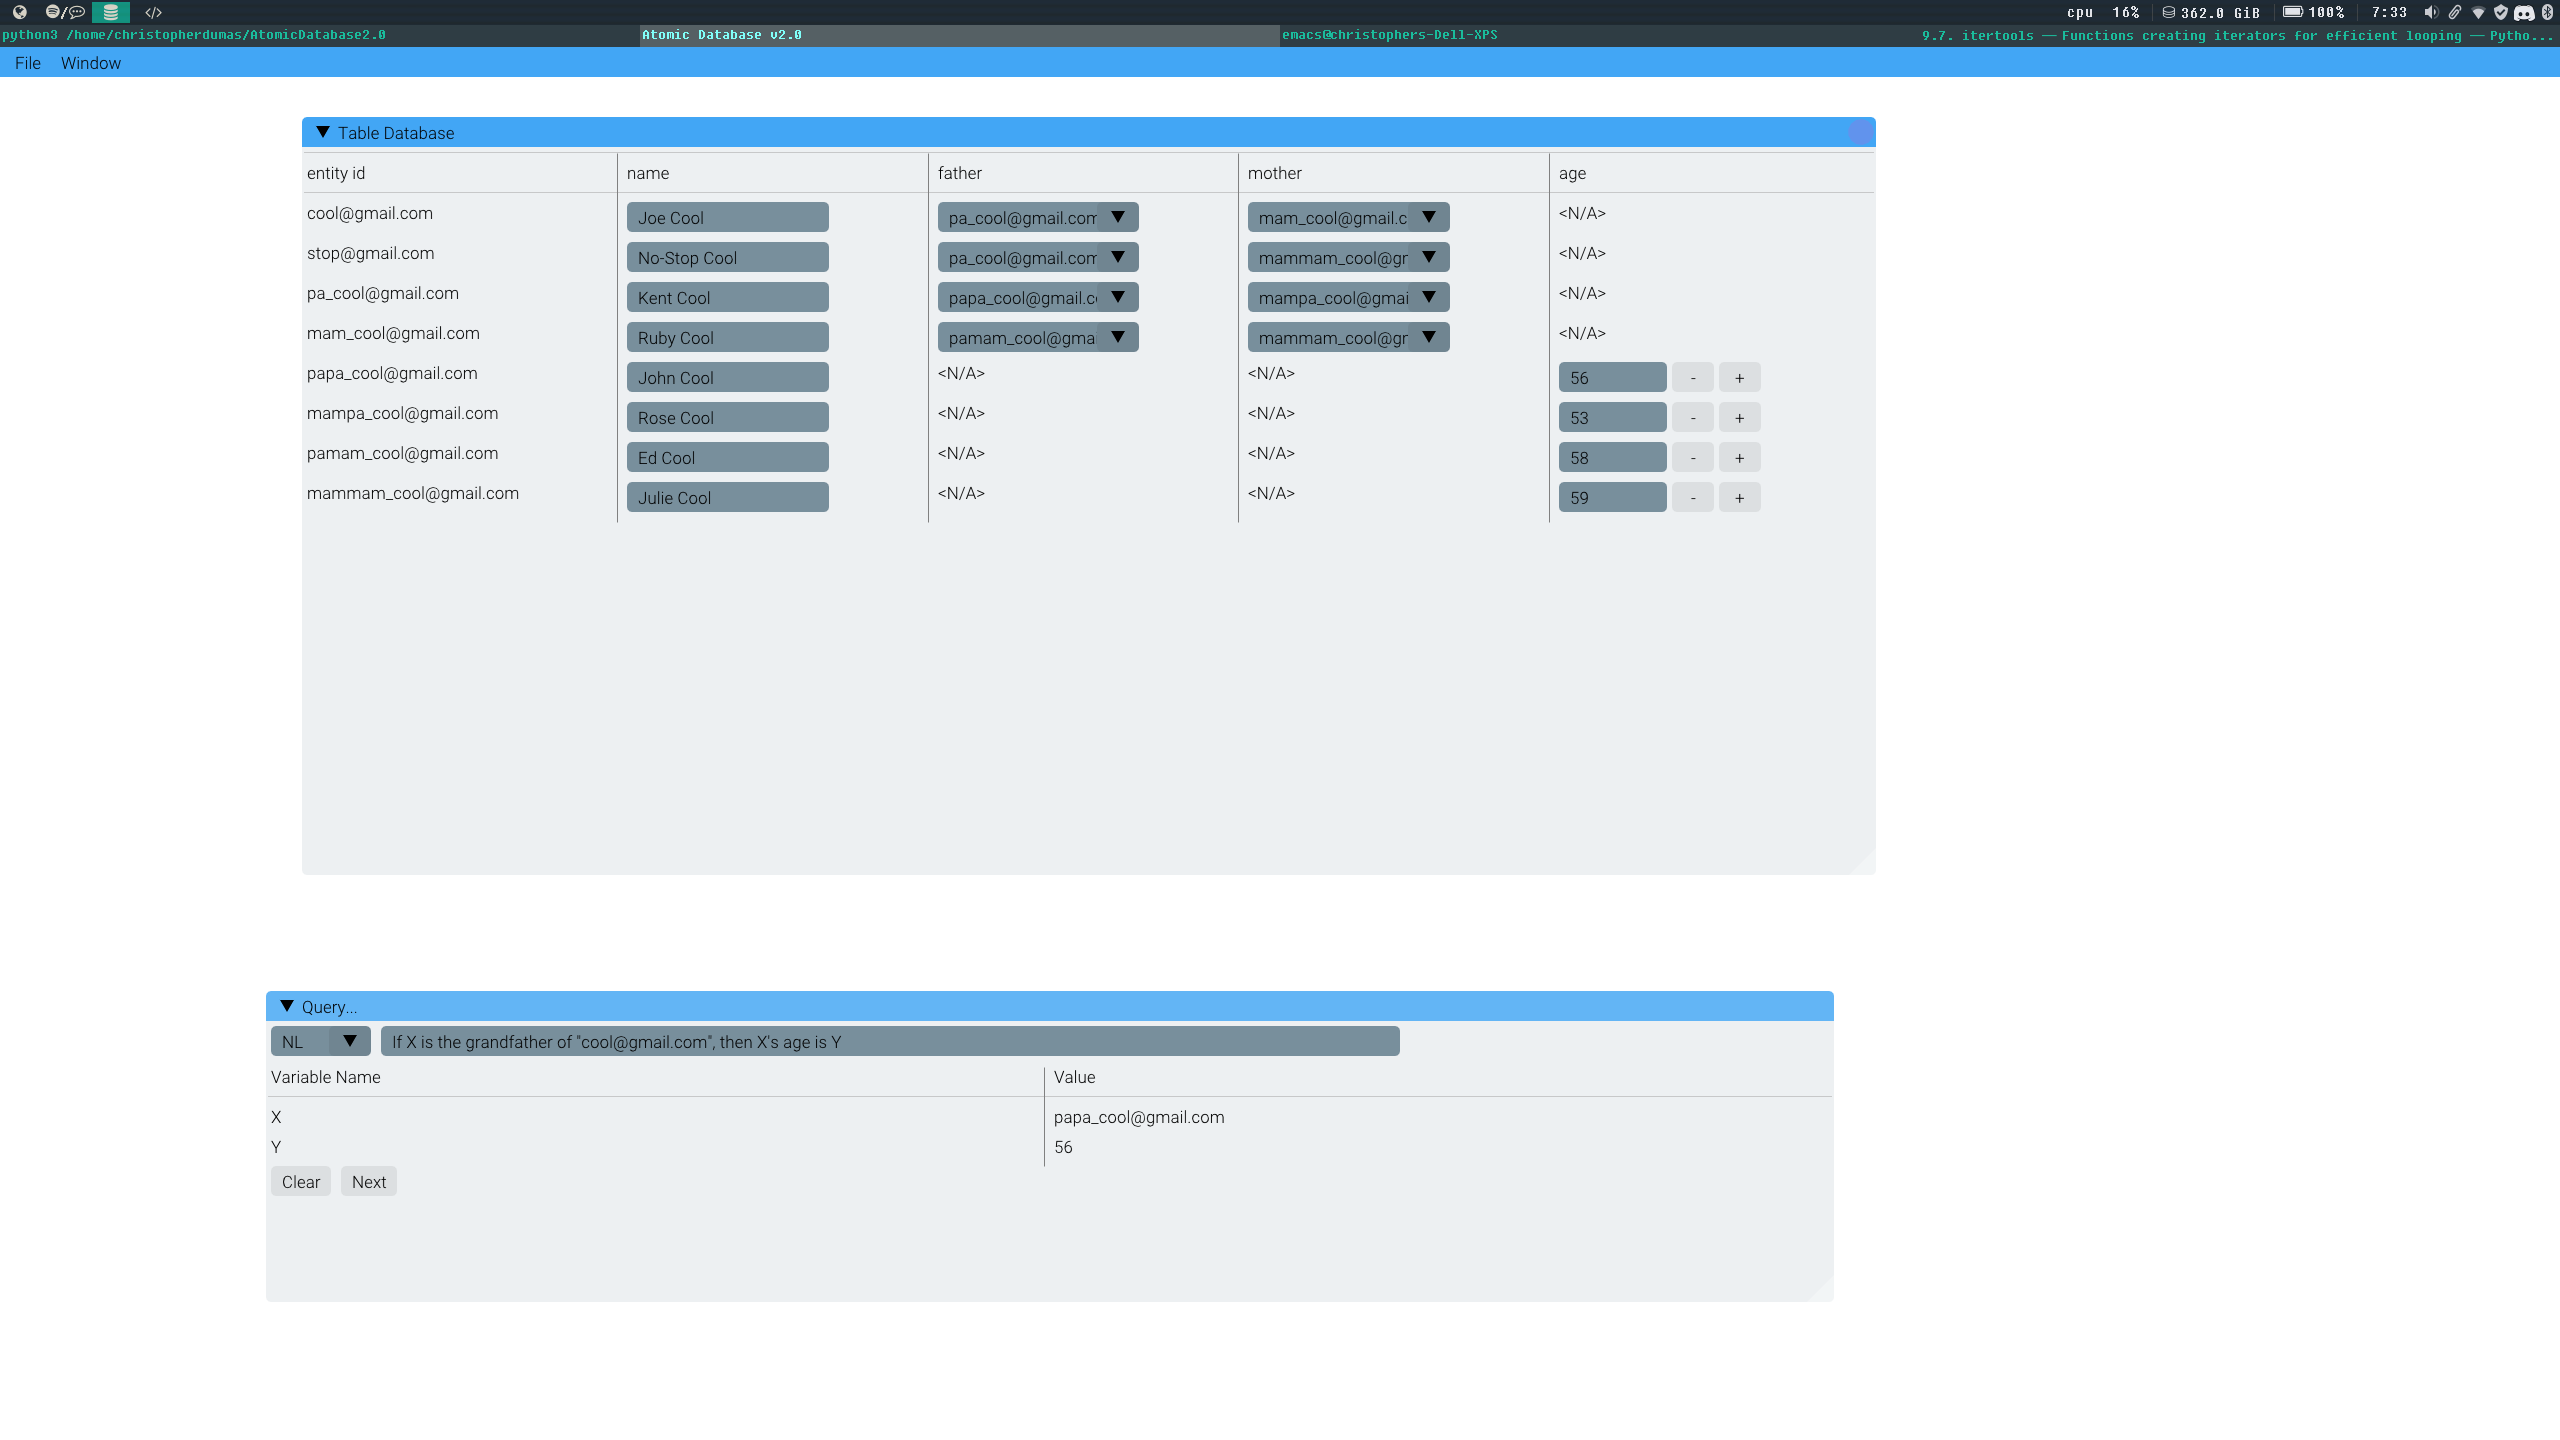 cpu 16% 362.0 GiB 100% 7:33
python3 /home/christopherdumas/AtomicDatabase2.0 Atomic Database v2.0 emacs@christophers-Dell-XPS 9.7. itertools — Functions creating iterators for efficient looping — Pytho...
File Window
Table Database
entity id name father mother age
cool@gmail.com Joe Cool pa_cool@gmail.com mam_cool@gmail.c <N/A>
stop@gmail.com No-Stop Cool pa_cool@gmail.com mammam_cool@gm <N/A>
pa_cool@gmail.com Kent Cool papa_cool@gmail.co mampa_cool@gmai <N/A>
mam_cool@gmail.com Ruby Cool pamam_cool@gmai mammam_cool@gm <N/A>
papa_cool@gmail.com John Cool <N/A> <N/A> 56 - +
mampa_cool@gmail.com Rose Cool <N/A> <N/A> 53 - +
pamam_cool@gmail.com Ed Cool <N/A> <N/A> 58 - +
mammam_cool@gmail.com Julie Cool <N/A> <N/A> 59 - +
Query...
NL If X is the grandfather of "cool@gmail.com", then X's age is Y
Variable Name Value
X papa_cool@gmail.com
Y 56
Clear Next